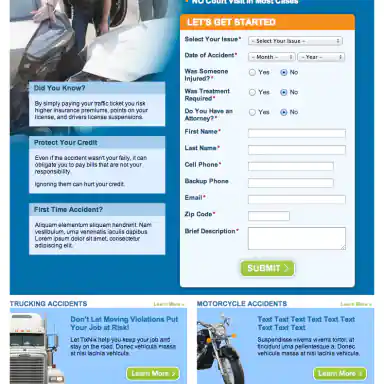 NO Court Visit in Most Cases
LET'S GET STARTED
Select Your Issue* - Select Your Issue -
Date of Accident* - Month - - Year -
Was Someone Injured?* Yes No
Was Treatment Required* Yes No
Do You Have an Attorney?* Yes No
First Name*
Last Name*
Cell Phone*
Backup Phone
Email*
Zip Code*
Brief Description*
SUBMIT
Did You Know?
By simply paying your traffic ticket you risk
higher insurance premiums, points on your
license, and drivers license suspensions.
Protect Your Credit
Even if the accident wasn't your fally, it can
obligate you to pay bills that are not your
responsibility.
Ignoring them can hurt your credit.
First Time Accident?
Aliquam elementum aliquam hendrerit. Nam
vestibulum, urna venenatis iaculis dapibus
Lorem ipsum dolor sit amet, consectetur
adipiscing elit.
TRUCKING ACCIDENTS Learn More
Don't Let Moving Violations Put
Your Job at Risk!
Let TixNix help you keep your job and
stay on the road. Donec vehicula massa
at nisi lacinia vehicula.
Learn More
MOTORCYCLE ACCIDENTS Learn More
Text Text Text Text Text Text
Text Text Text
Suspendisse viverra viverra tortor, at
tincidunt urna pellentesque a. Donec
vehicula massa at nisi lacinia vehicula.
Learn More